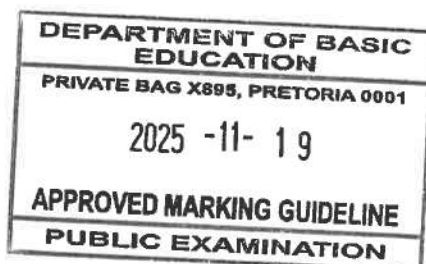 DEPARTMENT OF BASIC
EDUCATION
PRIVATE BAG X895, PRETORIA 0001
2025 -11- 19
APPROVED MARKING GUIDELINE
PUBLIC EXAMINATION